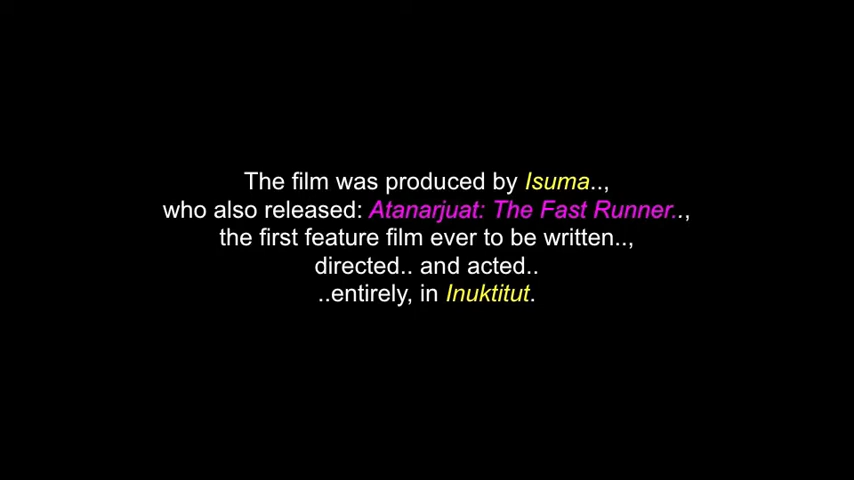 The film was produced by Isuma..,
who also released: Atanarjuat: The Fast Runner..,
the first feature film ever to be written..,
directed.. and acted..
..entirely, in Inuktitut.